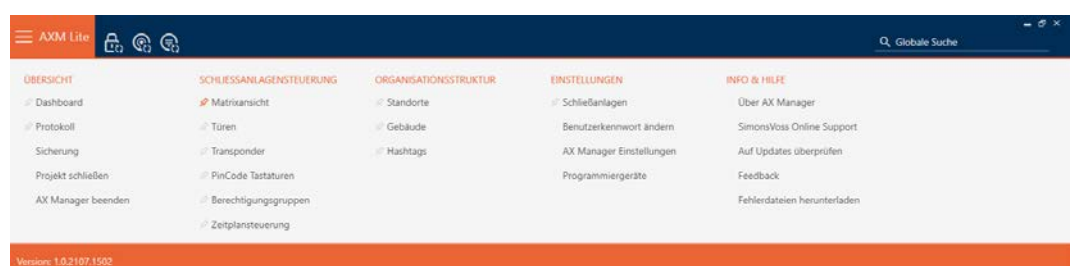 AXM Lite
Globale Suche
ÜBERSICHT
Dashboard
Protokoll
Sicherung
Projekt schließen
AX Manager beenden
SCHLIESSANLAGENSTEUERUNG
Matrixansicht
Türen
Transponder
PinCode Tastaturen
Berechtigungsgruppen
Zeitplansteuerung
ORGANISATIONSSTRUKTUR
Standorte
Gebäude
Hashtags
EINSTELLUNGEN
Schließanlagen
Benutzerkennwort ändern
AX Manager Einstellungen
Programmiergeräte
INFO & HILFE
Über AX Manager
SimonsVoss Online Support
Auf Updates überprüfen
Feedback
Fehlerdateien herunterladen
Version: 1.0.2107.1502